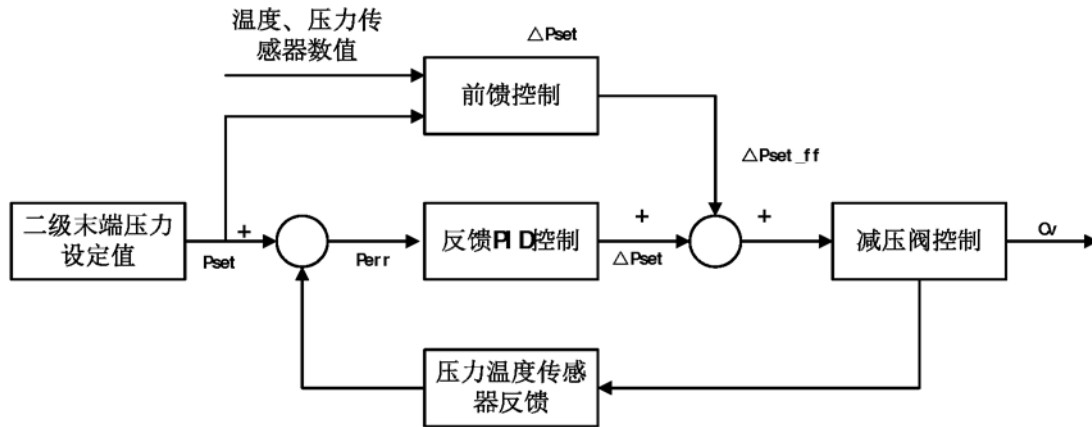 温度、压力传
感器数值
△Pset
前馈控制
△Pset_ff
二级末端压力
设定值
+
Pset
Perr
反馈PID控制
+
△Pset
+
减压阀控制
Cv
压力温度传感
器反馈